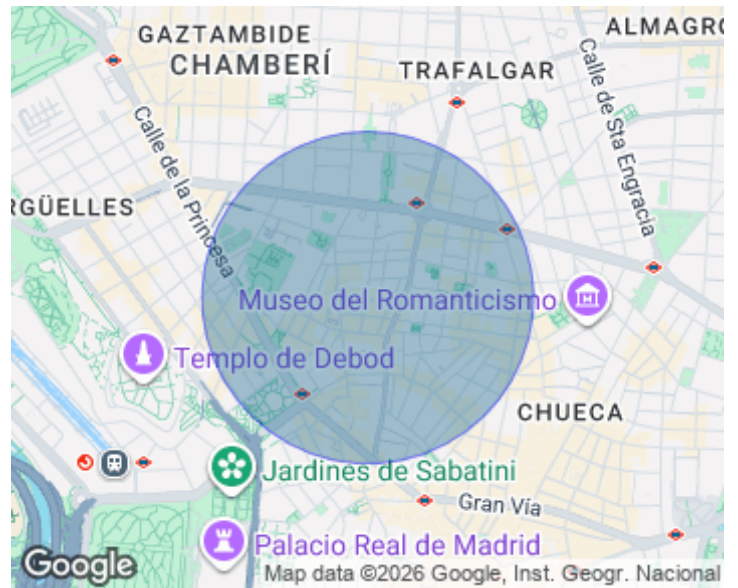 GAZTAMBIDE
CHAMBERÍ
ALMAGRO
TRAFALGAR
Calle de la Princesa
Calle de Sta Engracia
RGÜELLES
Museo del Romanticismo
Templo de Debod
CHUECA
Jardines de Sabatini
Gran Vía
Palacio Real de Madrid
Google
Map data ©2026 Google, Inst. Geogr. Nacional